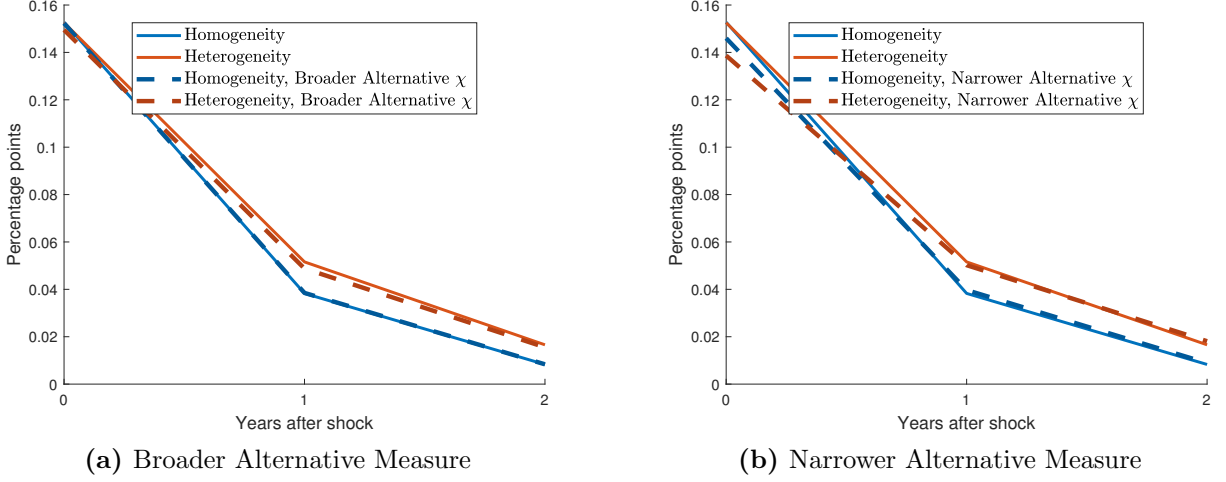 0.16
0.14
0.12
0.1
0.08
0.06
0.04
0.02
0
Percentage points
Homogeneity
Heterogeneity
Homogeneity, Broader Alternative χ
Heterogeneity, Broader Alternative χ
0 1 2
Years after shock
(a) Broader Alternative Measure
0.16
0.14
0.12
0.1
0.08
0.06
0.04
0.02
0
Percentage points
Homogeneity
Heterogeneity
Homogeneity, Narrower Alternative χ
Heterogeneity, Narrower Alternative χ
0 1 2
Years after shock
(b) Narrower Alternative Measure